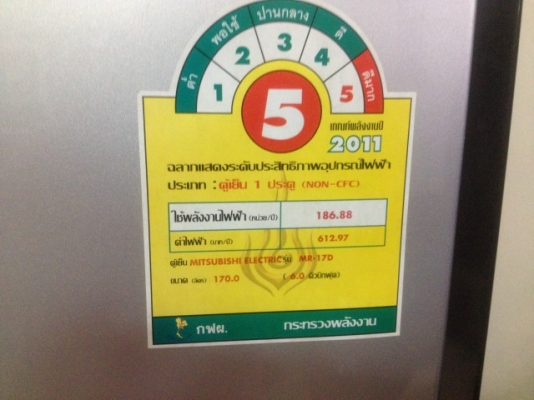 ต่ำ พอใช้ ปานกลาง ดี ดีมาก
1 2 3 4 5
5
เกณฑ์พลังงานปี
2011
ฉลากแสดงระดับประสิทธิภาพอุปกรณ์ไฟฟ้า
ประเภท : ตู้เย็น 1 ประตู (NON-CFC)
ใช้พลังงานไฟฟ้า (หน่วย/ปี) 186.88
ค่าไฟฟ้า (บาท/ปี) 612.97
ตู้เย็น MITSUBISHI ELECTRIC รุ่น MR-17D
ขนาด (ลิตร) 170.0 ( 6.0 คิวบิกฟุต)
กฟผ. กระทรวงพลังงาน